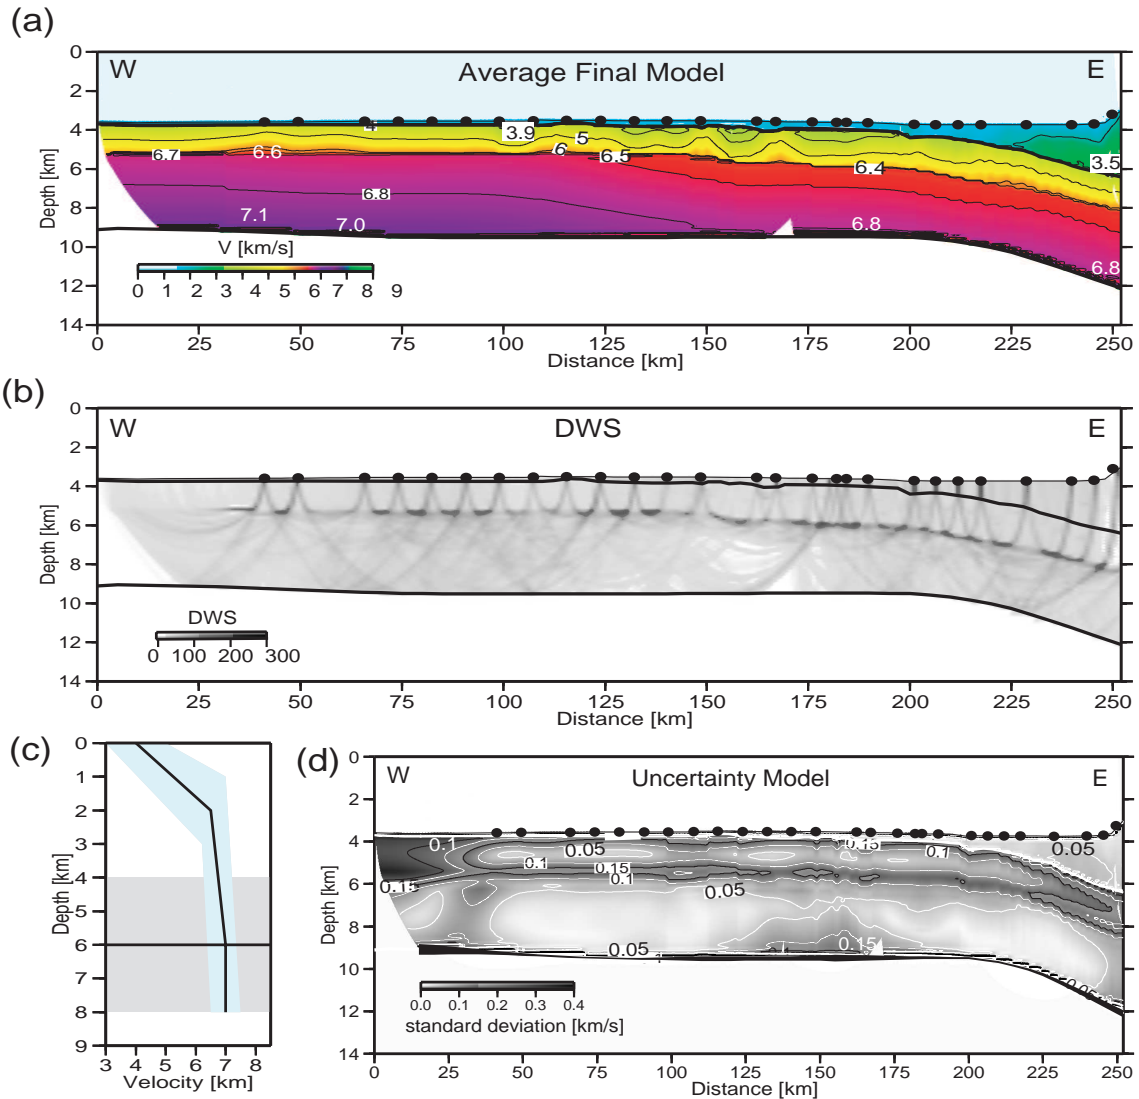 (a)
0
2
4
6
8
10
12
14
Depth [km]
W
Average Final Model
E
4
3.9
5
6
6.7
6.6
6.5
6.4
3.5
6.8
7.1
7.0
6.8
6.8
V [km/s]
0 1 2 3 4 5 6 7 8 9
0 25 50 75 100 125 150 175 200 225 250
Distance [km]
(b)
0
2
4
6
8
10
12
14
Depth [km]
W
DWS
E
DWS
0 100 200 300
0 25 50 75 100 125 150 175 200 225 250
Distance [km]
(c)
0
1
2
3
4
5
6
7
8
9
Depth [km]
3 4 5 6 7 8
Velocity [km]
(d)
0
2
4
6
8
10
12
14
Depth [km]
W
Uncertainty Model
E
0.1
0.05
0.15
0.1
0.05
0.1
0.15
0.15
0.1
0.05
0.05
0.15
0.05
0.0 0.1 0.2 0.3 0.4
standard deviation [km/s]
0 25 50 75 100 125 150 175 200 225 250
Distance [km]